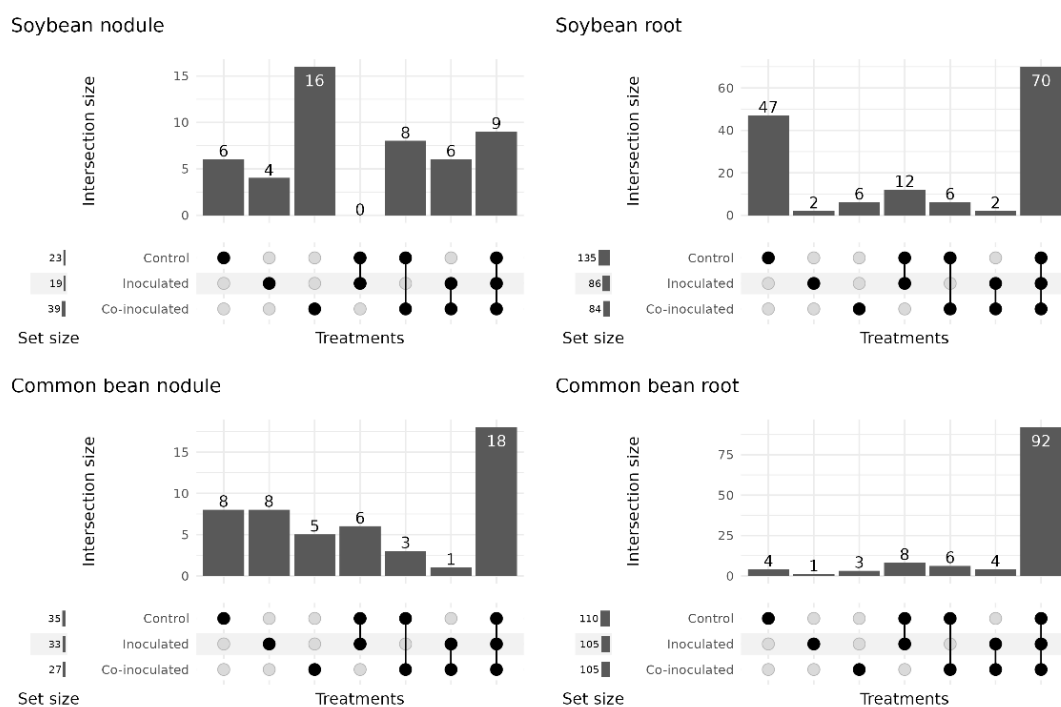 Soybean nodule
Intersection size
15
10
5
0
6
4
16
0
8
6
9
23 Control
19 Inoculated
39 Co-inoculated
Set size Treatments
Soybean root
Intersection size
60
40
20
0
47
2
6
12
6
2
70
135 Control
86 Inoculated
84 Co-inoculated
Set size Treatments
Common bean nodule
Intersection size
15
10
5
0
8
8
5
6
3
1
18
35 Control
33 Inoculated
27 Co-inoculated
Set size Treatments
Common bean root
Intersection size
75
50
25
0
4
1
3
8
6
4
92
110 Control
105 Inoculated
105 Co-inoculated
Set size Treatments